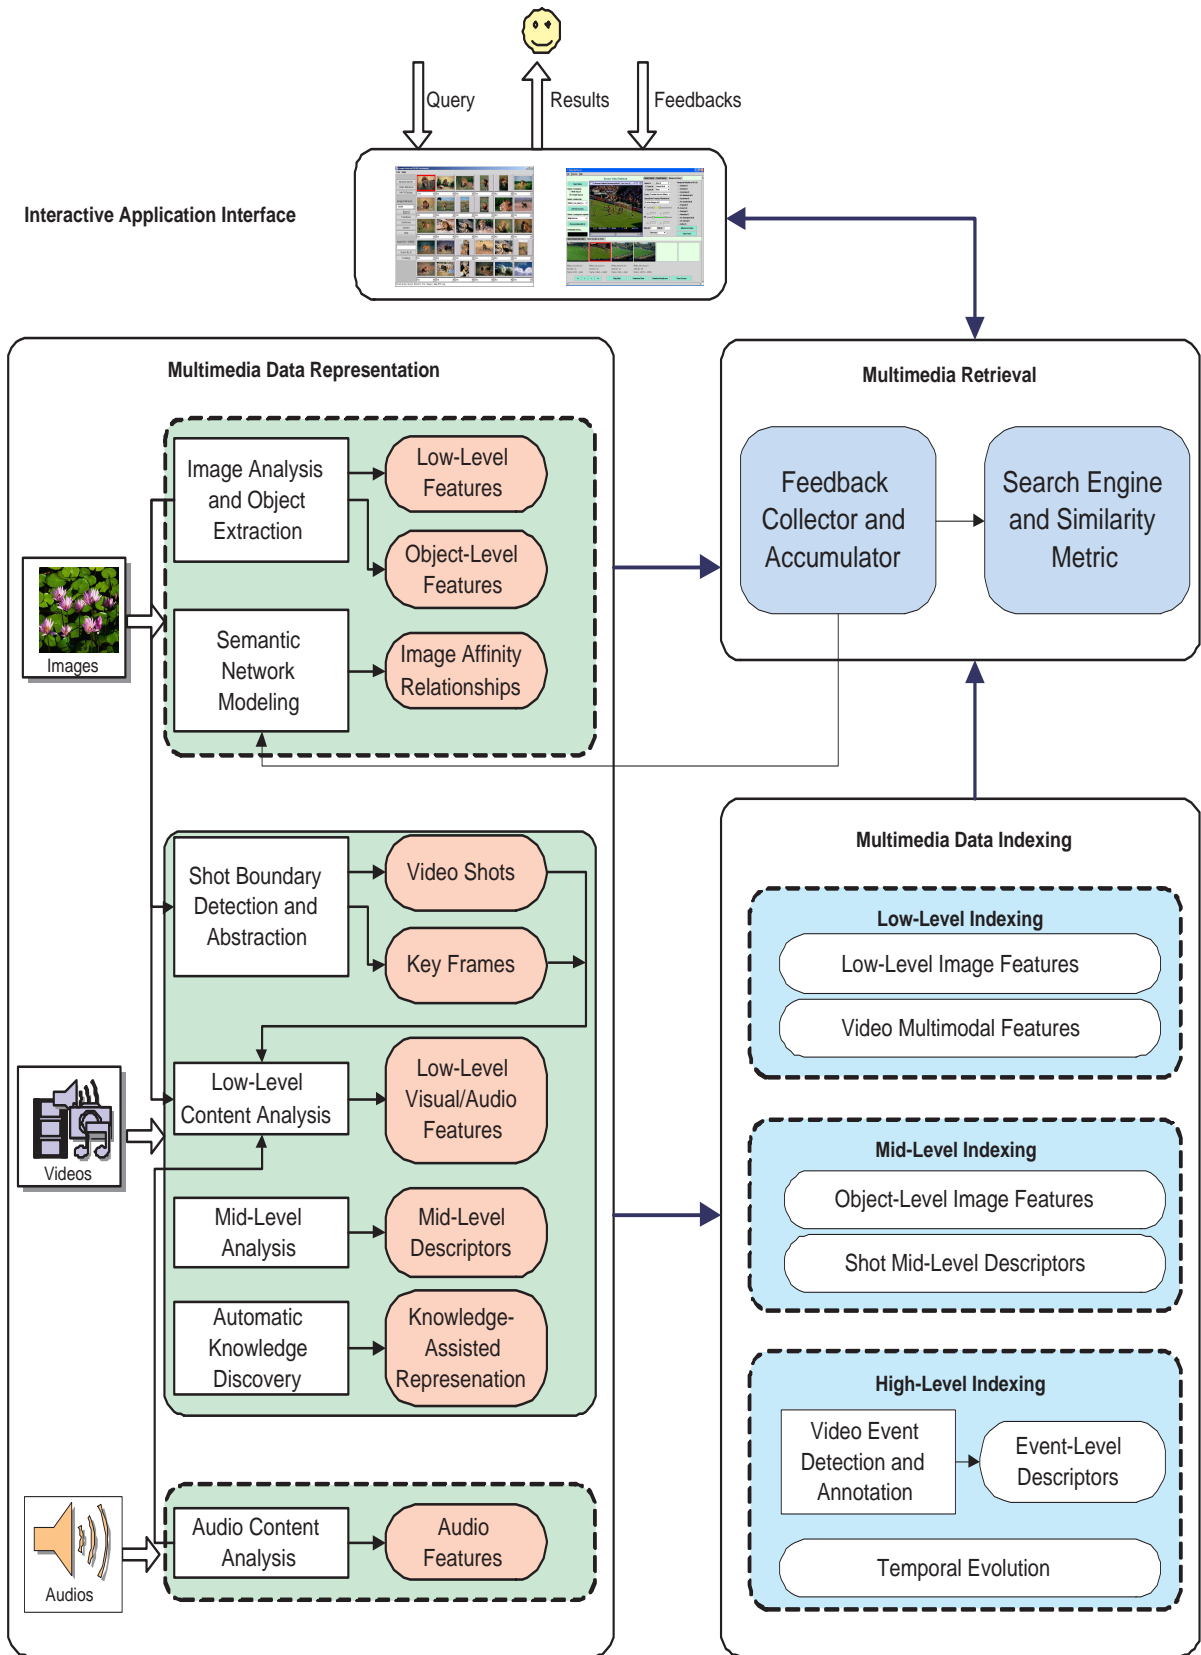 Query
Results
Feedbacks
Interactive Application Interface
Multimedia Data Representation
Image Analysis
and Object
Extraction
Low-Level
Features
Object-Level
Features
Semantic
Network
Modeling
Image Affinity
Relationships
Images
Shot Boundary
Detection and
Abstraction
Video Shots
Key Frames
Low-Level
Content Analysis
Low-Level
Visual/Audio
Features
Videos
Mid-Level
Analysis
Mid-Level
Descriptors
Automatic
Knowledge
Discovery
Knowledge-
Assisted
Represenation
Audio Content
Analysis
Audio
Features
Audios
Multimedia Retrieval
Feedback
Collector and
Accumulator
Search Engine
and Similarity
Metric
Multimedia Data Indexing
Low-Level Indexing
Low-Level Image Features
Video Multimodal Features
Mid-Level Indexing
Object-Level Image Features
Shot Mid-Level Descriptors
High-Level Indexing
Video Event
Detection and
Annotation
Event-Level
Descriptors
Temporal Evolution